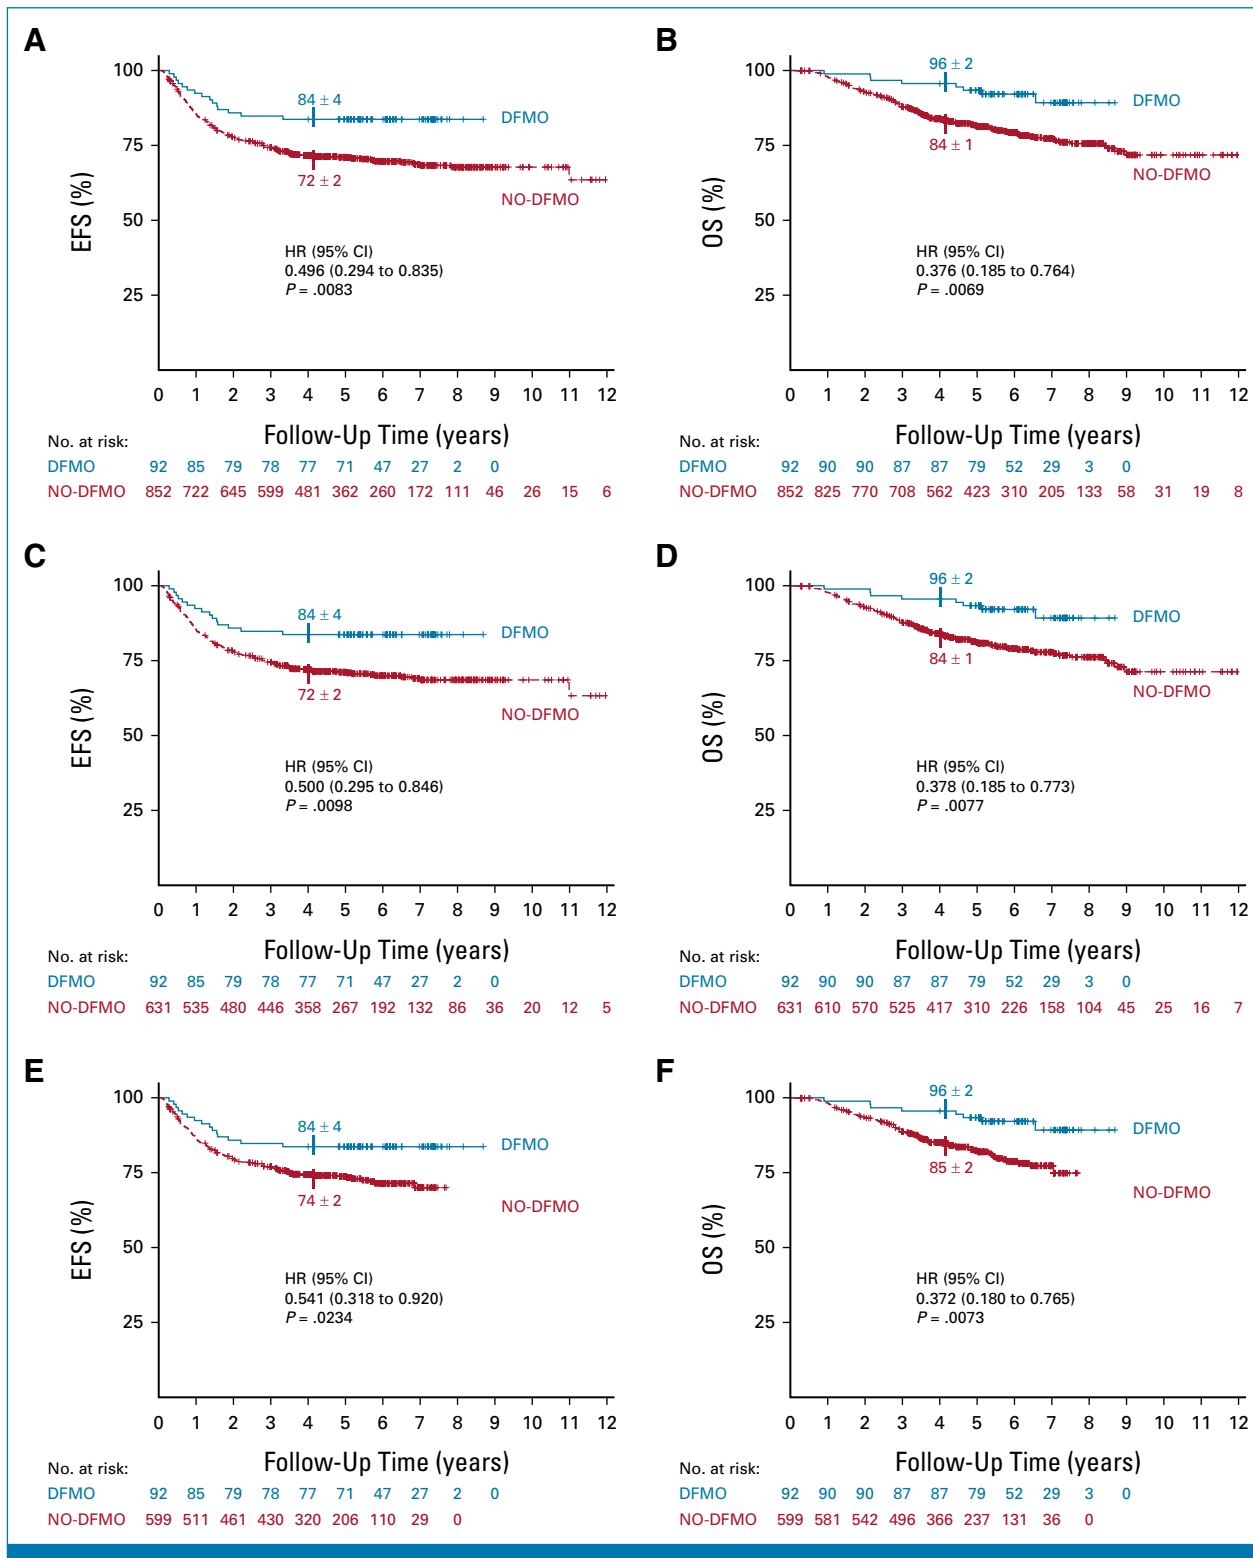 A
100
75
50
25
EFS (%)
84 ± 4
DFMO
72 ± 2
NO-DFMO
HR (95% CI)
0.496 (0.294 to 0.835)
P = .0083
0 1 2 3 4 5 6 7 8 9 10 11 12
Follow-Up Time (years)
No. at risk:
DFMO 92 85 79 78 77 71 47 27 2 0
NO-DFMO 852 722 645 599 481 362 260 172 111 46 26 15 6
B
100
75
50
25
OS (%)
96 ± 2
DFMO
84 ± 1
NO-DFMO
HR (95% CI)
0.376 (0.185 to 0.764)
P = .0069
0 1 2 3 4 5 6 7 8 9 10 11 12
Follow-Up Time (years)
No. at risk:
DFMO 92 90 90 87 87 79 52 29 3 0
NO-DFMO 852 825 770 708 562 423 310 205 133 58 31 19 8
C
100
75
50
25
EFS (%)
84 ± 4
DFMO
72 ± 2
NO-DFMO
HR (95% CI)
0.500 (0.295 to 0.846)
P = .0098
0 1 2 3 4 5 6 7 8 9 10 11 12
Follow-Up Time (years)
No. at risk:
DFMO 92 85 79 78 77 71 47 27 2 0
NO-DFMO 631 535 480 446 358 267 192 132 86 36 20 12 5
D
100
75
50
25
OS (%)
96 ± 2
DFMO
84 ± 1
NO-DFMO
HR (95% CI)
0.378 (0.185 to 0.773)
P = .0077
0 1 2 3 4 5 6 7 8 9 10 11 12
Follow-Up Time (years)
No. at risk:
DFMO 92 90 90 87 87 79 52 29 3 0
NO-DFMO 631 610 570 525 417 310 226 158 104 45 25 16 7
E
100
75
50
25
EFS (%)
84 ± 4
DFMO
74 ± 2
NO-DFMO
HR (95% CI)
0.541 (0.318 to 0.920)
P = .0234
0 1 2 3 4 5 6 7 8 9 10 11 12
Follow-Up Time (years)
No. at risk:
DFMO 92 85 79 78 77 71 47 27 2 0
NO-DFMO 599 511 461 430 320 206 110 29 0
F
100
75
50
25
OS (%)
96 ± 2
DFMO
85 ± 2
NO-DFMO
HR (95% CI)
0.372 (0.180 to 0.765)
P = .0073
0 1 2 3 4 5 6 7 8 9 10 11 12
Follow-Up Time (years)
No. at risk:
DFMO 92 90 90 87 87 79 52 29 3 0
NO-DFMO 599 581 542 496 366 237 131 36 0